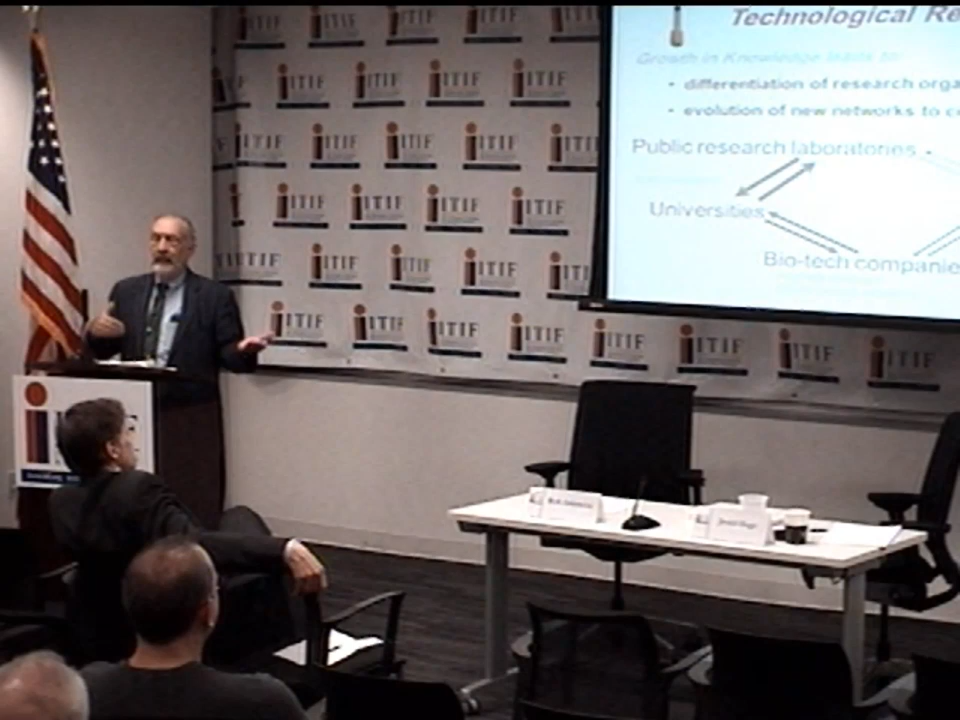 Technological Re
Growth in Knowledge leads to:
• differentiation of research orga
• evolution of new networks to c
Public research laboratories
Universities
Bio-tech companie
ITIF